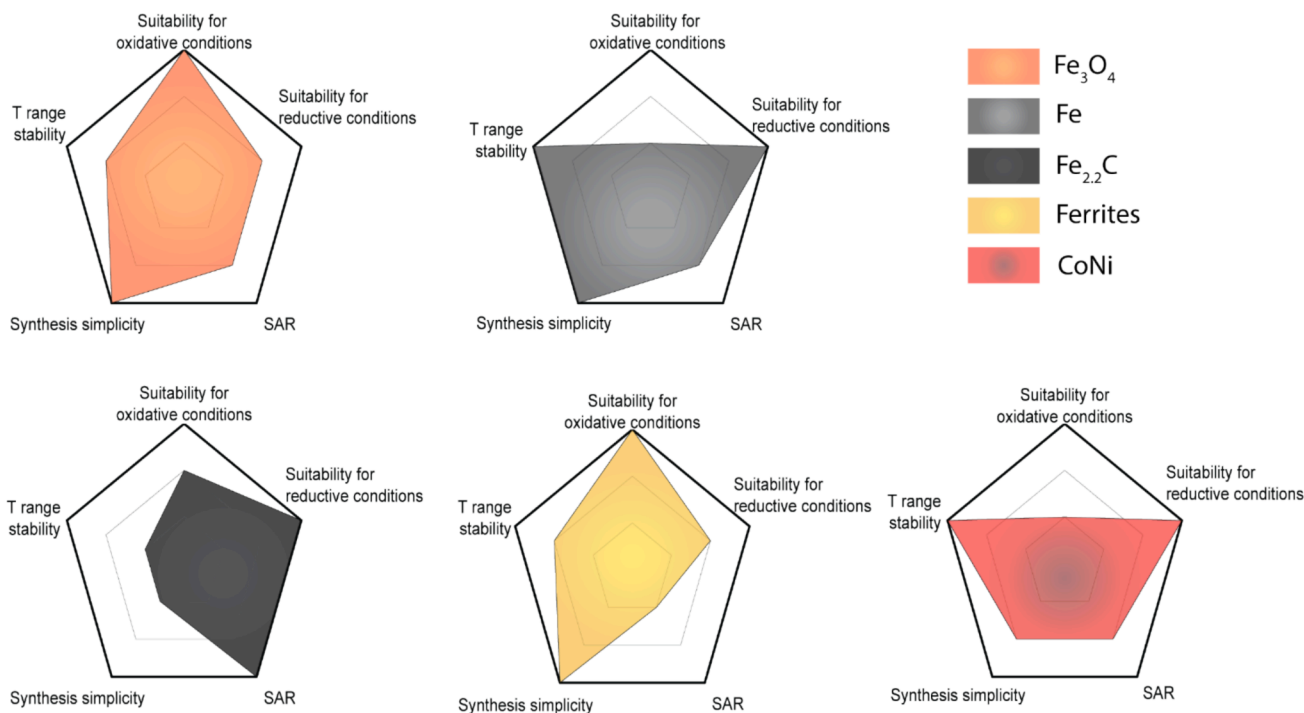 Suitability for
oxidative conditions
Suitability for
reductive conditions
T range
stability
Synthesis simplicity
SAR
Suitability for
oxidative conditions
Suitability for
reductive conditions
T range
stability
Synthesis simplicity
SAR
Fe₃O₄
Fe
Fe₂.₂C
Ferrites
CoNi
Suitability for
oxidative conditions
Suitability for
reductive conditions
T range
stability
Synthesis simplicity
SAR
Suitability for
oxidative conditions
Suitability for
reductive conditions
T range
stability
Synthesis simplicity
SAR
Suitability for
oxidative conditions
Suitability for
reductive conditions
T range
stability
Synthesis simplicity
SAR